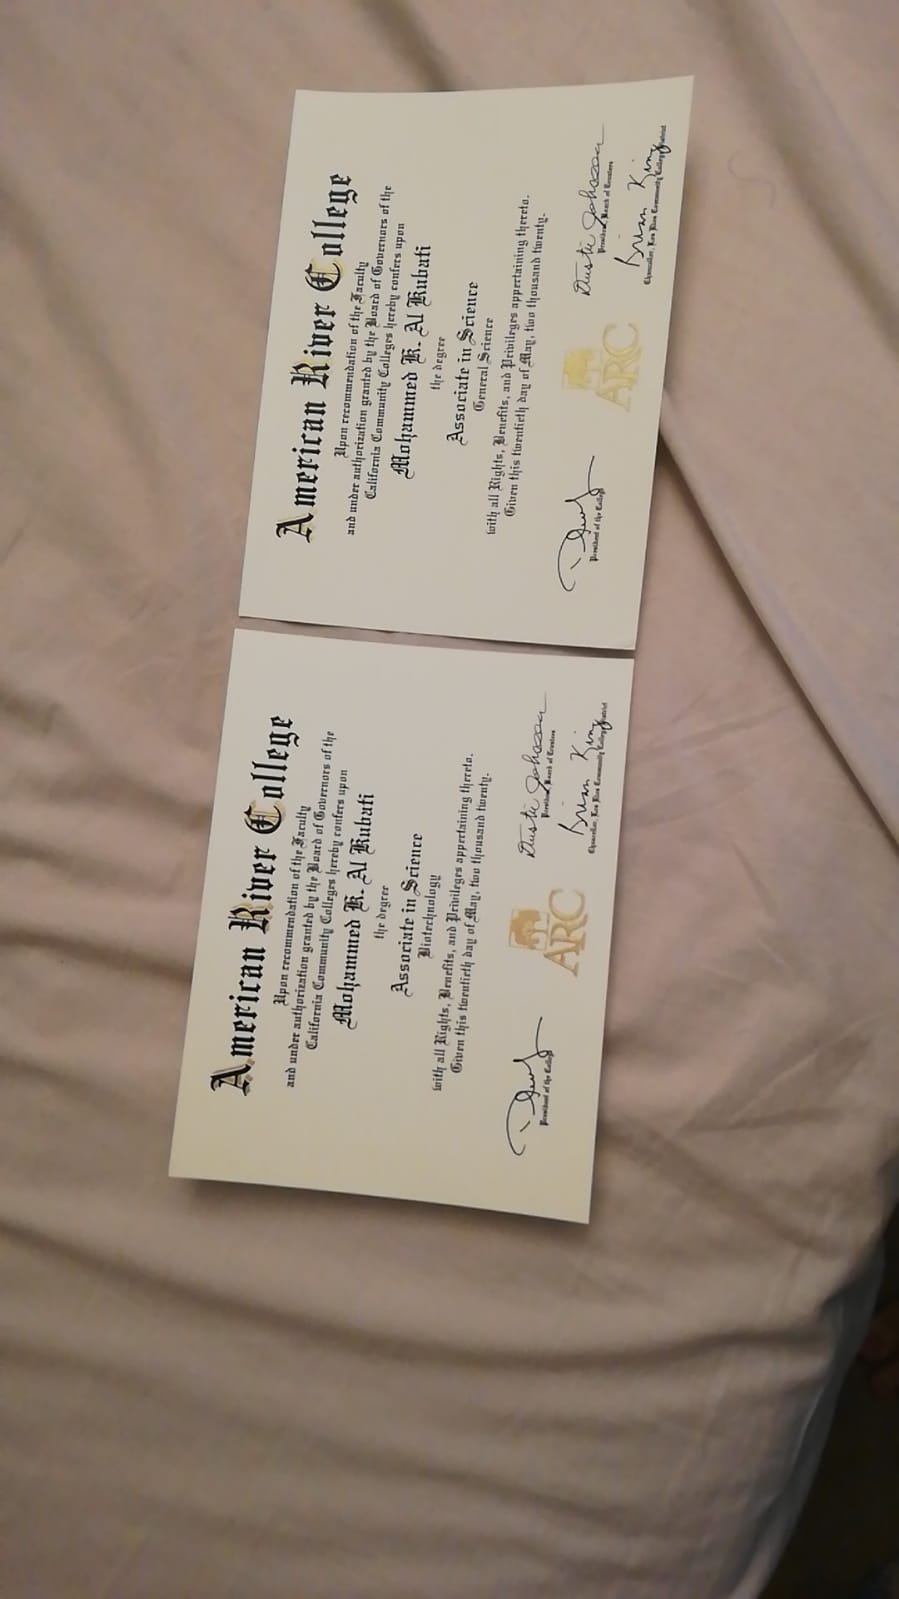 American River College
Upon recommendation of the Faculty
and under authorization granted by the Board of Governors of the
California Community Colleges hereby confers upon
Mohammed K. Al Kubati
the degree
Associate in Science
General Science
with all Rights, Benefits, and Privileges appertaining thereto.
Given this twentieth day of May, two thousand twenty.
Dustin Johnson
President, Board of Trustees
Brian King
Chancellor, Los Rios Community College District
President of the College
ARC
American River College
Upon recommendation of the Faculty
and under authorization granted by the Board of Governors of the
California Community Colleges hereby confers upon
Mohammed K. Al Kubati
the degree
Associate in Science
Biotechnology
with all Rights, Benefits, and Privileges appertaining thereto.
Given this twentieth day of May, two thousand twenty.
Dustin Johnson
President, Board of Trustees
Brian King
Chancellor, Los Rios Community College District
President of the College
ARC